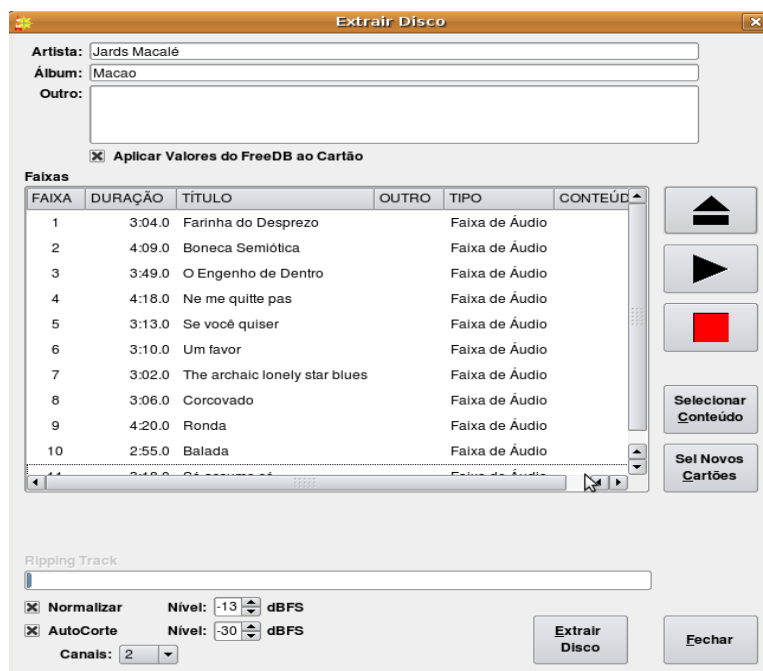 Extrair Disco
Artista: Jards Macalé
Álbum: Macao
Outro:
Aplicar Valores do FreeDB ao Cartão
Faixas
FAIXA DURAÇÃO TÍTULO OUTRO TIPO CONTEÚD
1 3:04.0 Farinha do Desprezo Faixa de Áudio
2 4:09.0 Boneca Semiótica Faixa de Áudio
3 3:49.0 O Engenho de Dentro Faixa de Áudio
4 4:18.0 Ne me quitte pas Faixa de Áudio
5 3:13.0 Se você quiser Faixa de Áudio
6 3:10.0 Um favor Faixa de Áudio
7 3:02.0 The archaic lonely star blues Faixa de Áudio
8 3:06.0 Corcovado Faixa de Áudio
9 4:20.0 Ronda Faixa de Áudio
10 2:55.0 Balada Faixa de Áudio
Selecionar
Conteúdo
Sel Novos
Cartões
Ripping Track
Normalizar Nível: -13 dBFS
AutoCorte Nível: -30 dBFS
Canais: 2
Extrair
Disco
Fechar